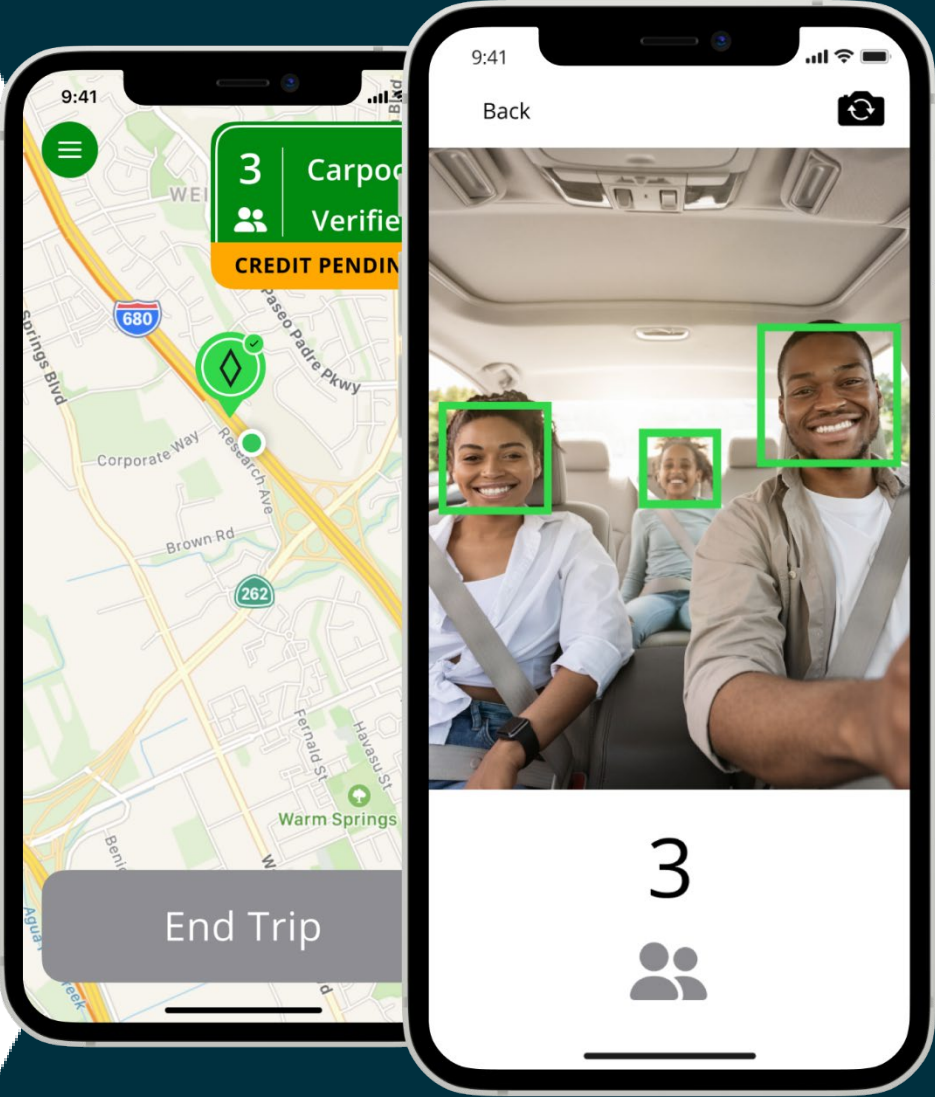 9:41
3
Verifie
CREDIT PENDIN
680
Springs Blvd
Paseo Padre Pkwy
Corporate Way
Research Ave
Brown Rd
262
Fernald St
Havasu St
Warm Springs
End Trip
9:41
Back
3